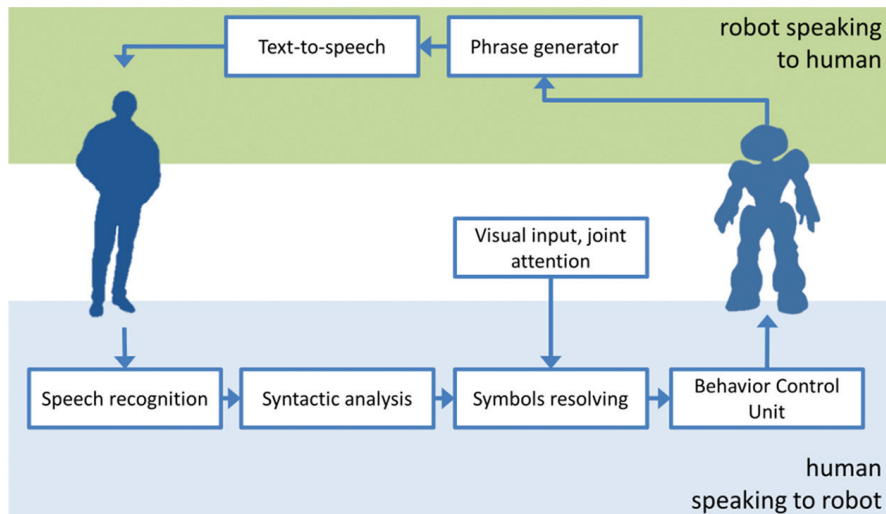 robot speaking
to human
Text-to-speech
Phrase generator
Visual input, joint
attention
Speech recognition
Syntactic analysis
Symbols resolving
Behavior Control
Unit
human
speaking to robot